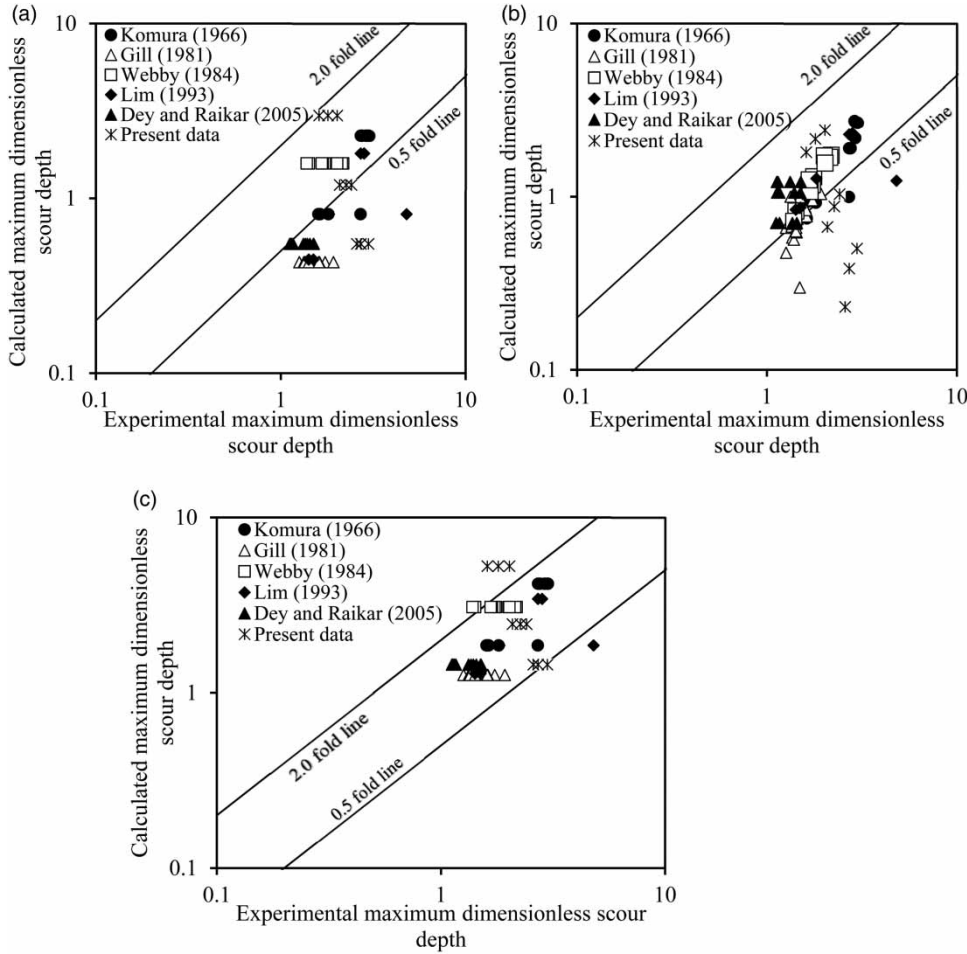 (a)
10
Komura (1966)
Gill (1981)
Webby (1984)
Lim (1993)
Dey and Raikar (2005)
Present data
2.0 fold line
0.5 fold line
1
0.1
0.1
1
10
Calculated maximum dimensionless
scour depth
Experimental maximum dimensionless
scour depth
(b)
10
Komura (1966)
Gill (1981)
Webby (1984)
Lim (1993)
Dey and Raikar (2005)
Present data
2.0 fold line
0.5 fold line
1
0.1
0.1
1
10
Calculated maximum dimensionless
scour depth
Experimental maximum dimensionless
scour depth
(c)
10
Komura (1966)
Gill (1981)
Webby (1984)
Lim (1993)
Dey and Raikar (2005)
Present data
2.0 fold line
0.5 fold line
1
0.1
0.1
1
10
Calculated maximum dimensionless
scour depth
Experimental maximum dimensionless scour
depth